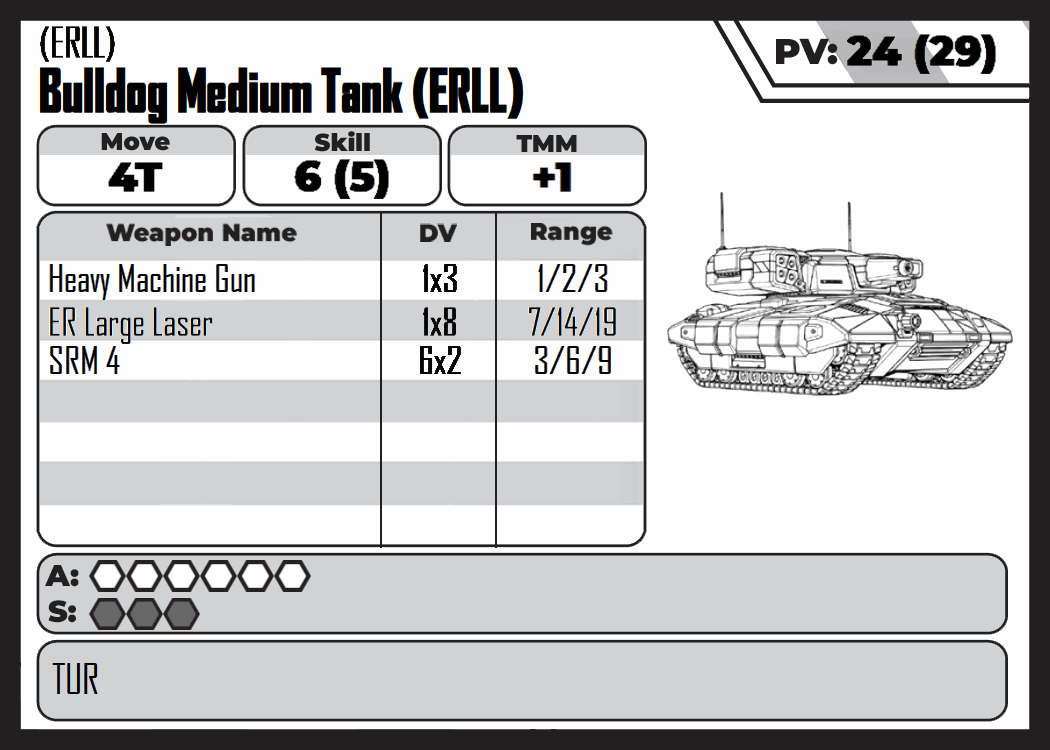 (ERLL)
Bulldog Medium Tank (ERLL)
PV: 24 (29)
Move
4T
Skill
6 (5)
TMM
+1
Weapon Name DV Range
Heavy Machine Gun 1x3 1/2/3
ER Large Laser 1x8 7/14/19
SRM 4 6x2 3/6/9
A:
S:
TUR